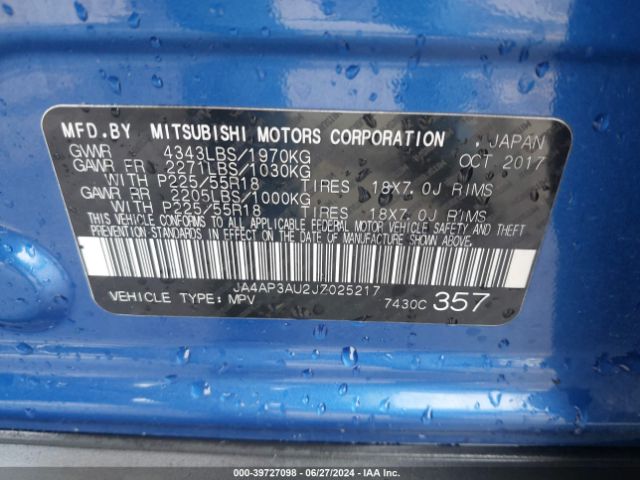 MFD.BY MITSUBISHI MOTORS CORPORATION , JAPAN
GVWR 4343LBS/1970KG OCT 2017
GAWR FR 2271LBS/1030KG
WITH P225/55R18 TIRES 18X7.0J RIMS
GAWR RR 2205LBS/1000KG
WITH P225/55R18 TIRES 18X7.0J RIMS
THIS VEHICLE CONFORMS TO ALL APPLICABLE FEDERAL MOTOR VEHICLE SAFETY AND THEFT
PREVENTION STANDARDS IN EFFECT ON THE DATE OF MANUFACTURE SHOWN ABOVE.
JA4AP3AU2JZ025217
VEHICLE TYPE: MPV 7430C 357
000-39727098 - 06/27/2024 - IAA Inc.